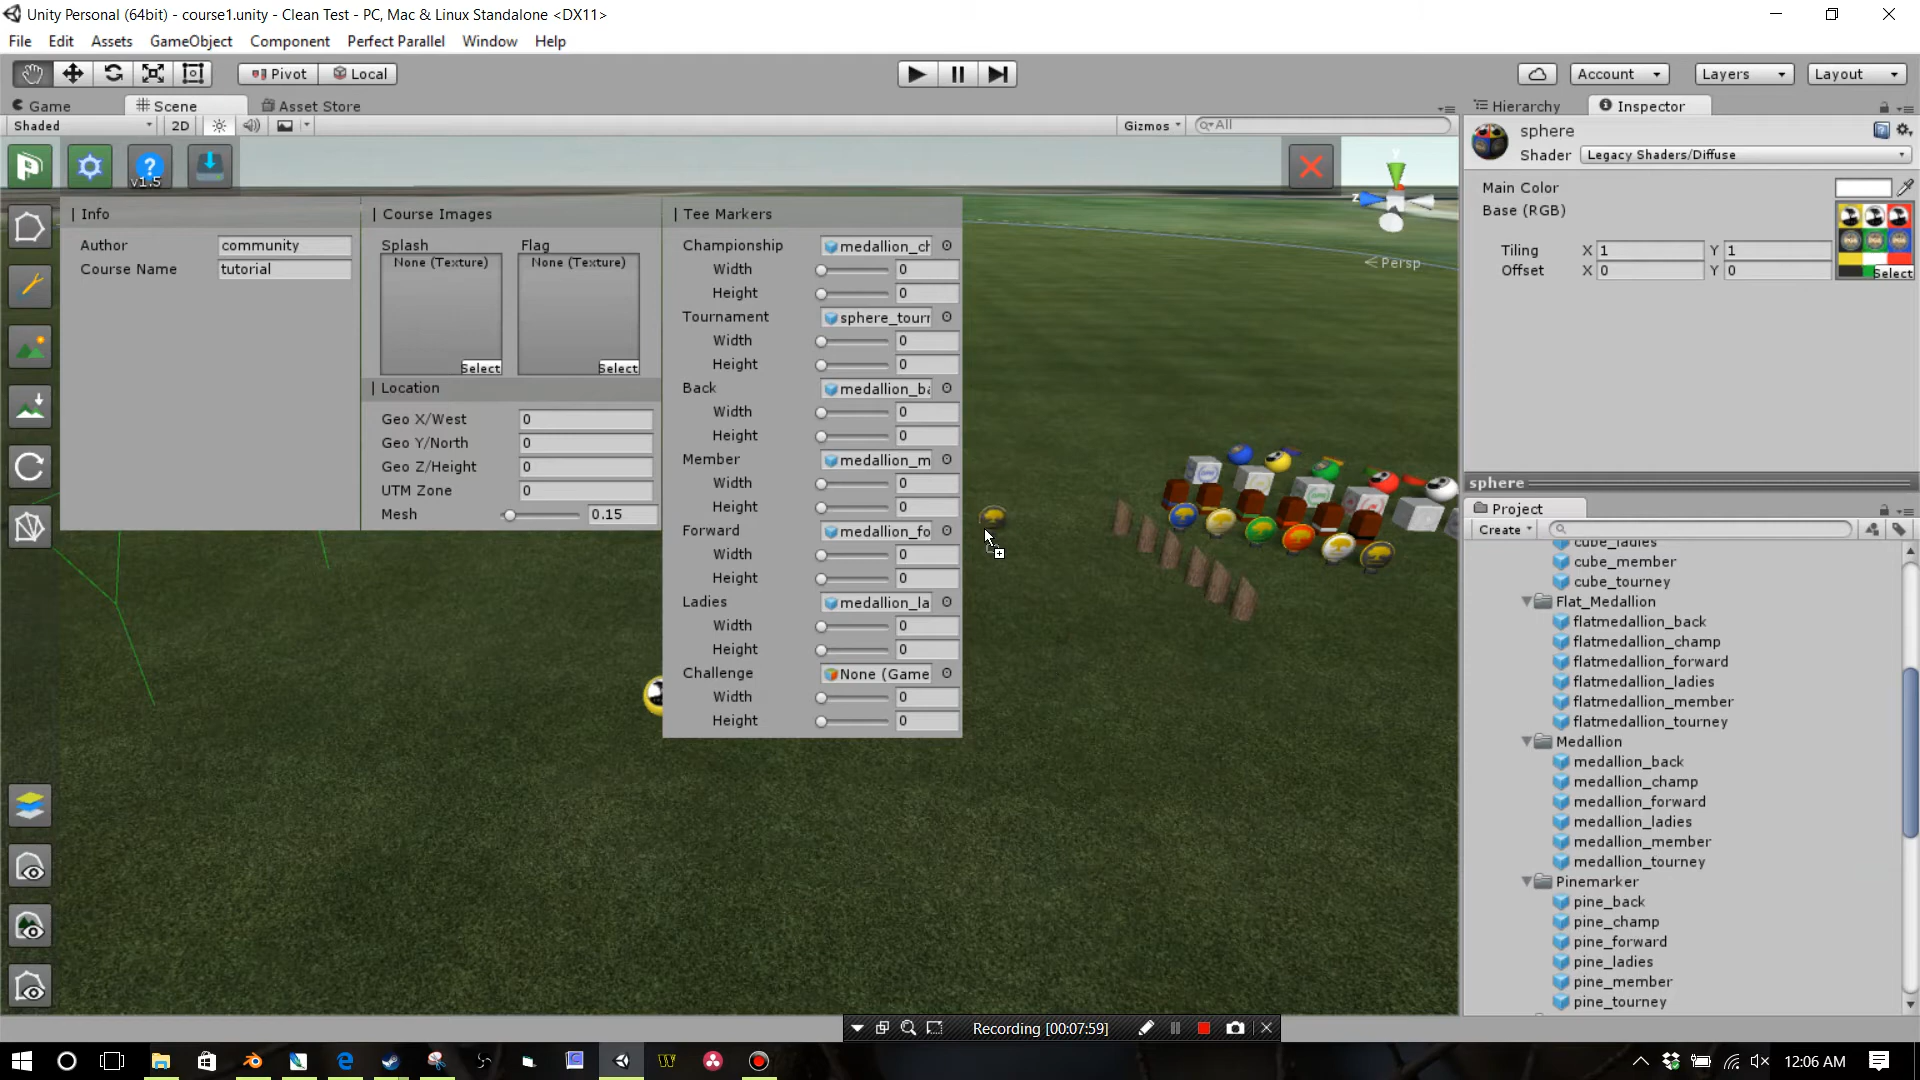 Unity Personal (64bit) - course1.unity - Clean Test - PC, Mac & Linux Standalone <DX11>
File Edit Assets GameObject Component Perfect Parallel Window Help
Pivot Local Account Layers Layout
Game Scene Asset Store Hierarchy Inspector
Shaded 2D Gizmos All
sphere
Shader Legacy Shaders/Diffuse
v1.5
Main Color
Base (RGB)
Tiling X 1 Y 1
Offset X 0 Y 0
Select
y
z
Persp
Info
Author community
Course Name tutorial
Course Images
Splash Flag
None (Texture) None (Texture)
Select Select
Location
Geo X/West 0
Geo Y/North 0
Geo Z/Height 0
UTM Zone 0
Mesh 0.15
Tee Markers
Championship medallion_ch
Width 0
Height 0
Tournament sphere_tourn
Width 0
Height 0
Back medallion_ba
Width 0
Height 0
Member medallion_m
Width 0
Height 0
Forward medallion_fo
Width 0
Height 0
Ladies medallion_la
Width 0
Height 0
Challenge None (Game
Width 0
Height 0
sphere
Project
Create
cube_ladies
cube_member
cube_tourney
Flat_Medallion
flatmedallion_back
flatmedallion_champ
flatmedallion_forward
flatmedallion_ladies
flatmedallion_member
flatmedallion_tourney
Medallion
medallion_back
medallion_champ
medallion_forward
medallion_ladies
medallion_member
medallion_tourney
Pinemarker
pine_back
pine_champ
pine_forward
pine_ladies
pine_member
pine_tourney
Recording [00:07:59]
12:06 AM